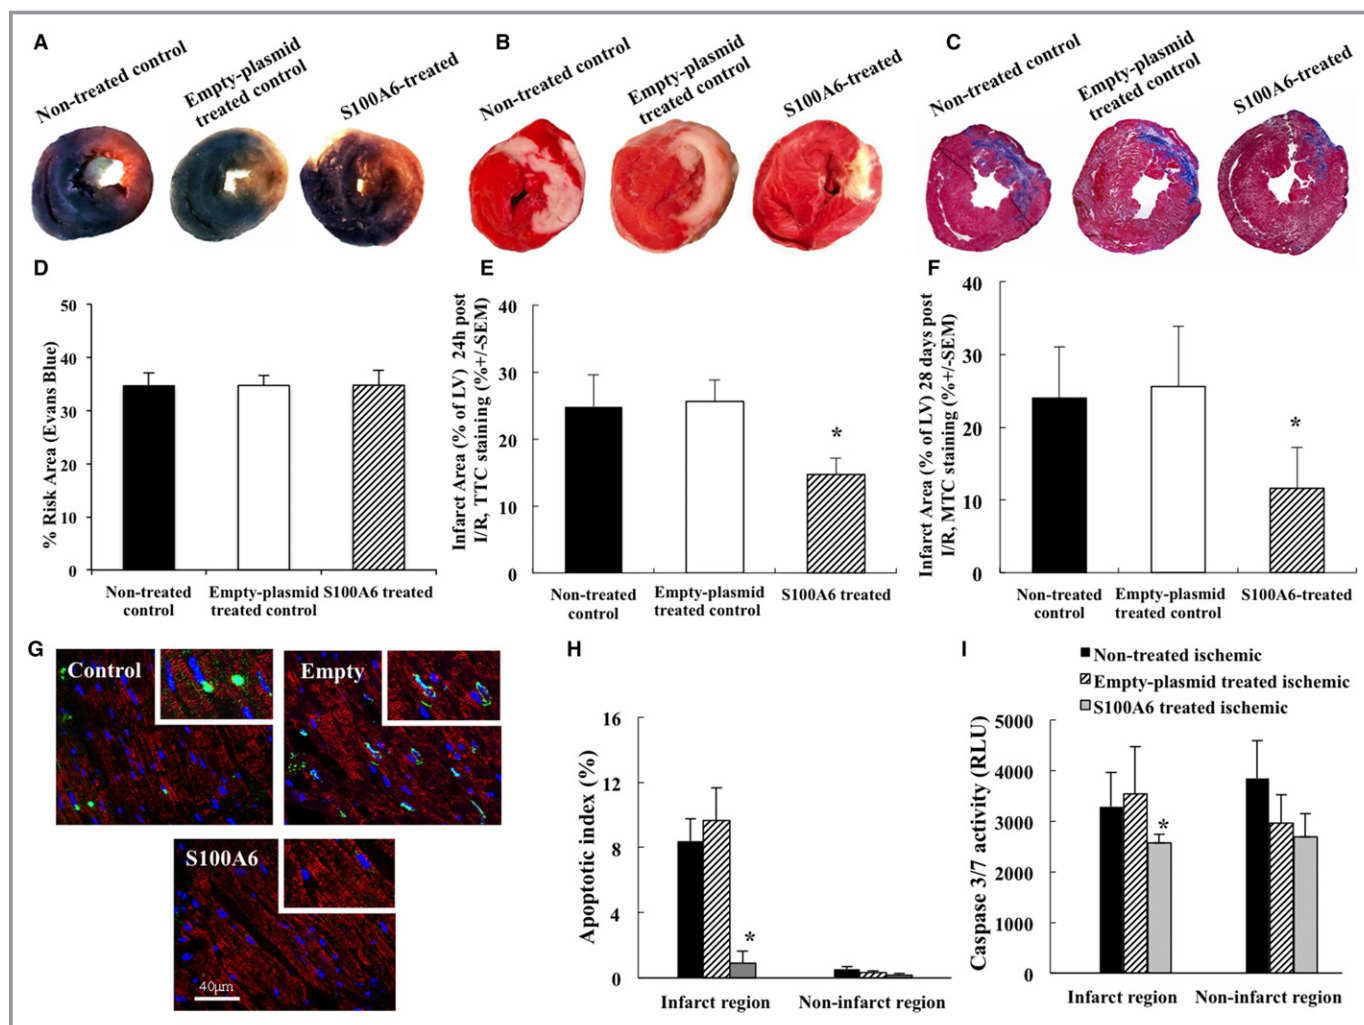 A
Non-treated control
Empty-plasmid
treated control
S100A6-treated
B
Non-treated control
Empty-plasmid
treated control
S100A6-treated
C
Non-treated control
Empty-plasmid
treated control
S100A6-treated
D
% Risk Area (Evans Blue)
50
40
30
20
10
0
Non-treated
control
Empty-plasmid
treated control
S100A6 treated
E
Infarct Area (% of LV) 24h post
I/R, TTC staining (%+/-SEM)
40
30
20
10
0
*
Non-treated
control
Empty-plasmid
treated control
S100A6 treated
F
Infarct Area (% of LV) 28 days post
I/R, MTC staining (%+/-SEM)
40
30
20
10
0
*
Non-treated
control
Empty-plasmid
treated control
S100A6-treated
G
Control
Empty
S100A6
40μm
H
Apoptotic index (%)
16
12
8
4
0
*
Infarct region
Non-infarct region
I
Non-treated ischemic
Empty-plasmid treated ischemic
S100A6 treated ischemic
Caspase 3/7 activity (RLU)
5000
4000
3000
2000
1000
0
*
Infarct region
Non-infarct region